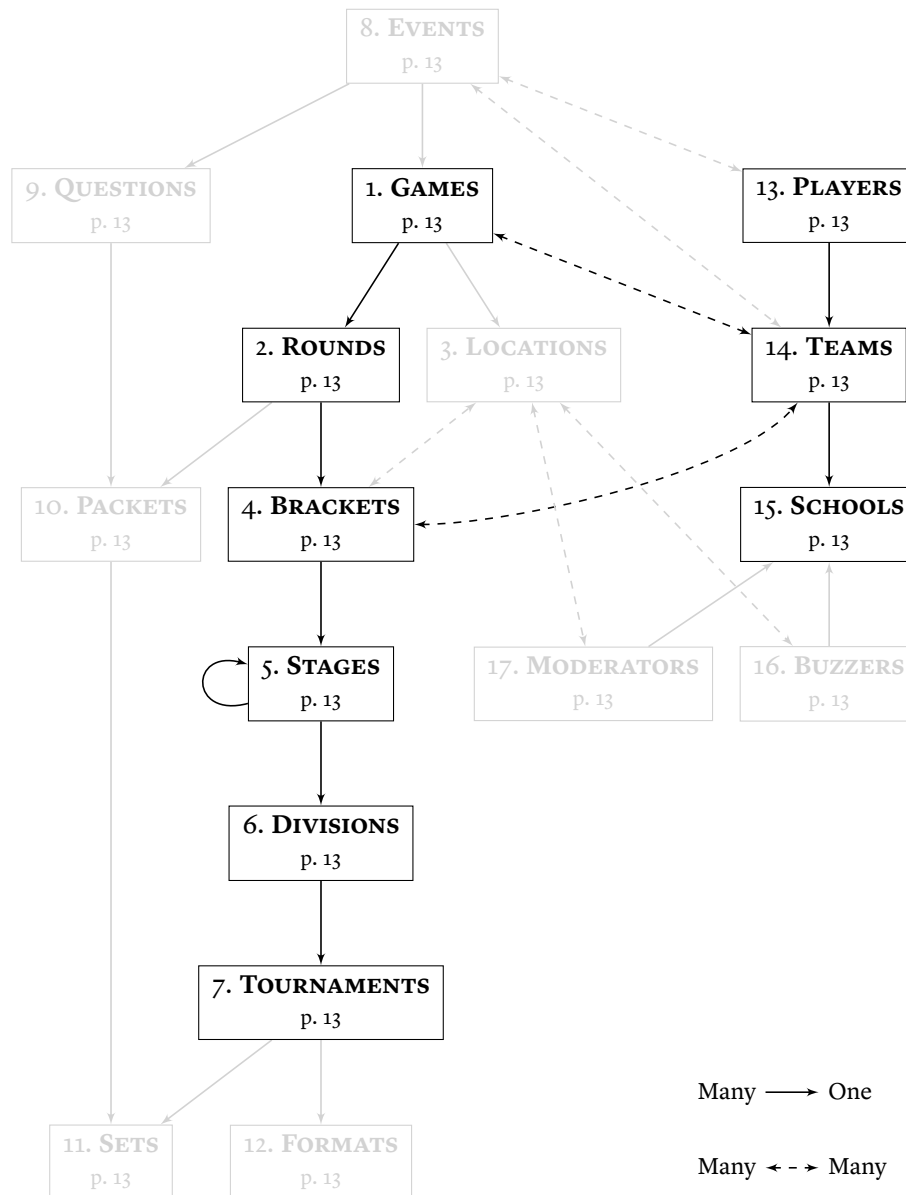 8. Events
p. 13
9. Questions
p. 13
1. Games
p. 13
13. Players
p. 13
2. Rounds
p. 13
3. Locations
p. 13
14. Teams
p. 13
10. Packets
p. 13
4. Brackets
p. 13
15. Schools
p. 13
5. Stages
p. 13
17. Moderators
p. 13
16. Buzzers
p. 13
6. Divisions
p. 13
7. Tournaments
p. 13
Many One
11. Sets
p. 13
12. Formats
p. 13
Many Many